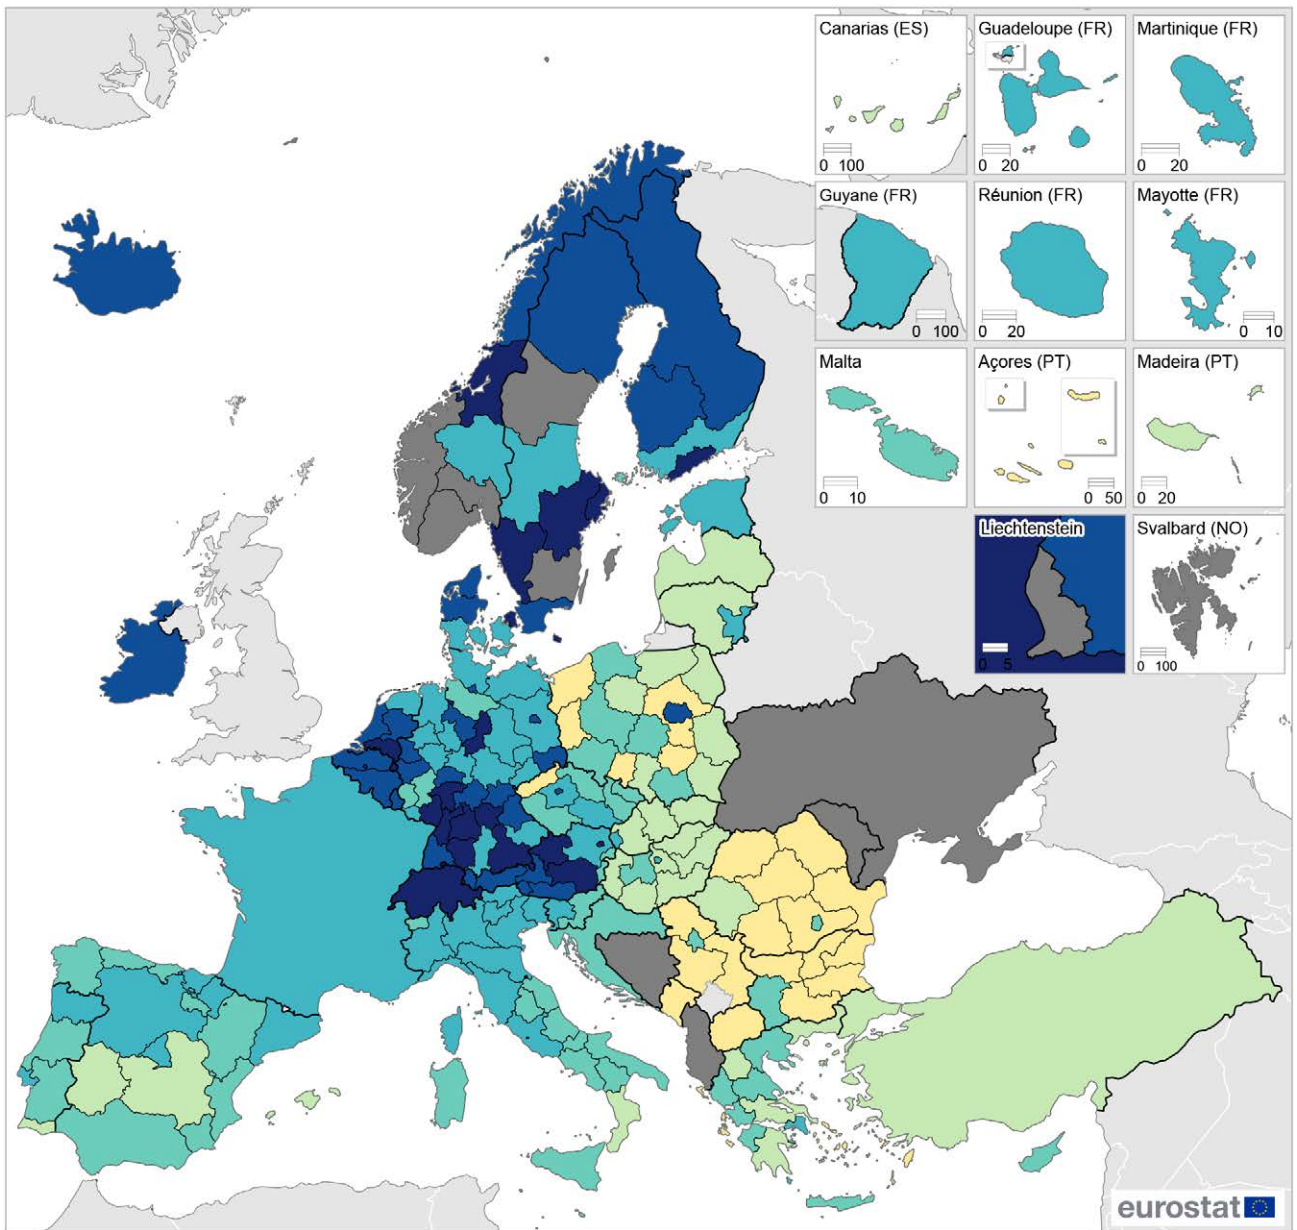 Canarias (ES)
0 100
Guadeloupe (FR)
0 20
Martinique (FR)
0 20
Guyane (FR)
0 100
Réunion (FR)
0 20
Mayotte (FR)
0 10
Malta
0 10
Açores (PT)
0 50
Madeira (PT)
0 20
Liechtenstein
0 5
Svalbard (NO)
0 100
eurostat